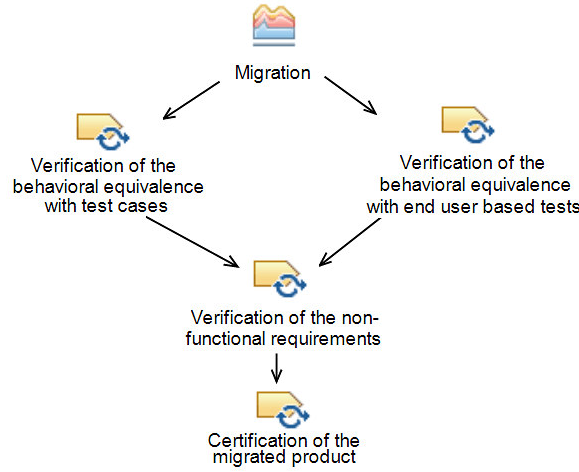 Migration
Verification of the
behavioral equivalence
with test cases
Verification of the
behavioral equivalence
with end user based tests
Verification of the non-
functional requirements
Certification of the
migrated product